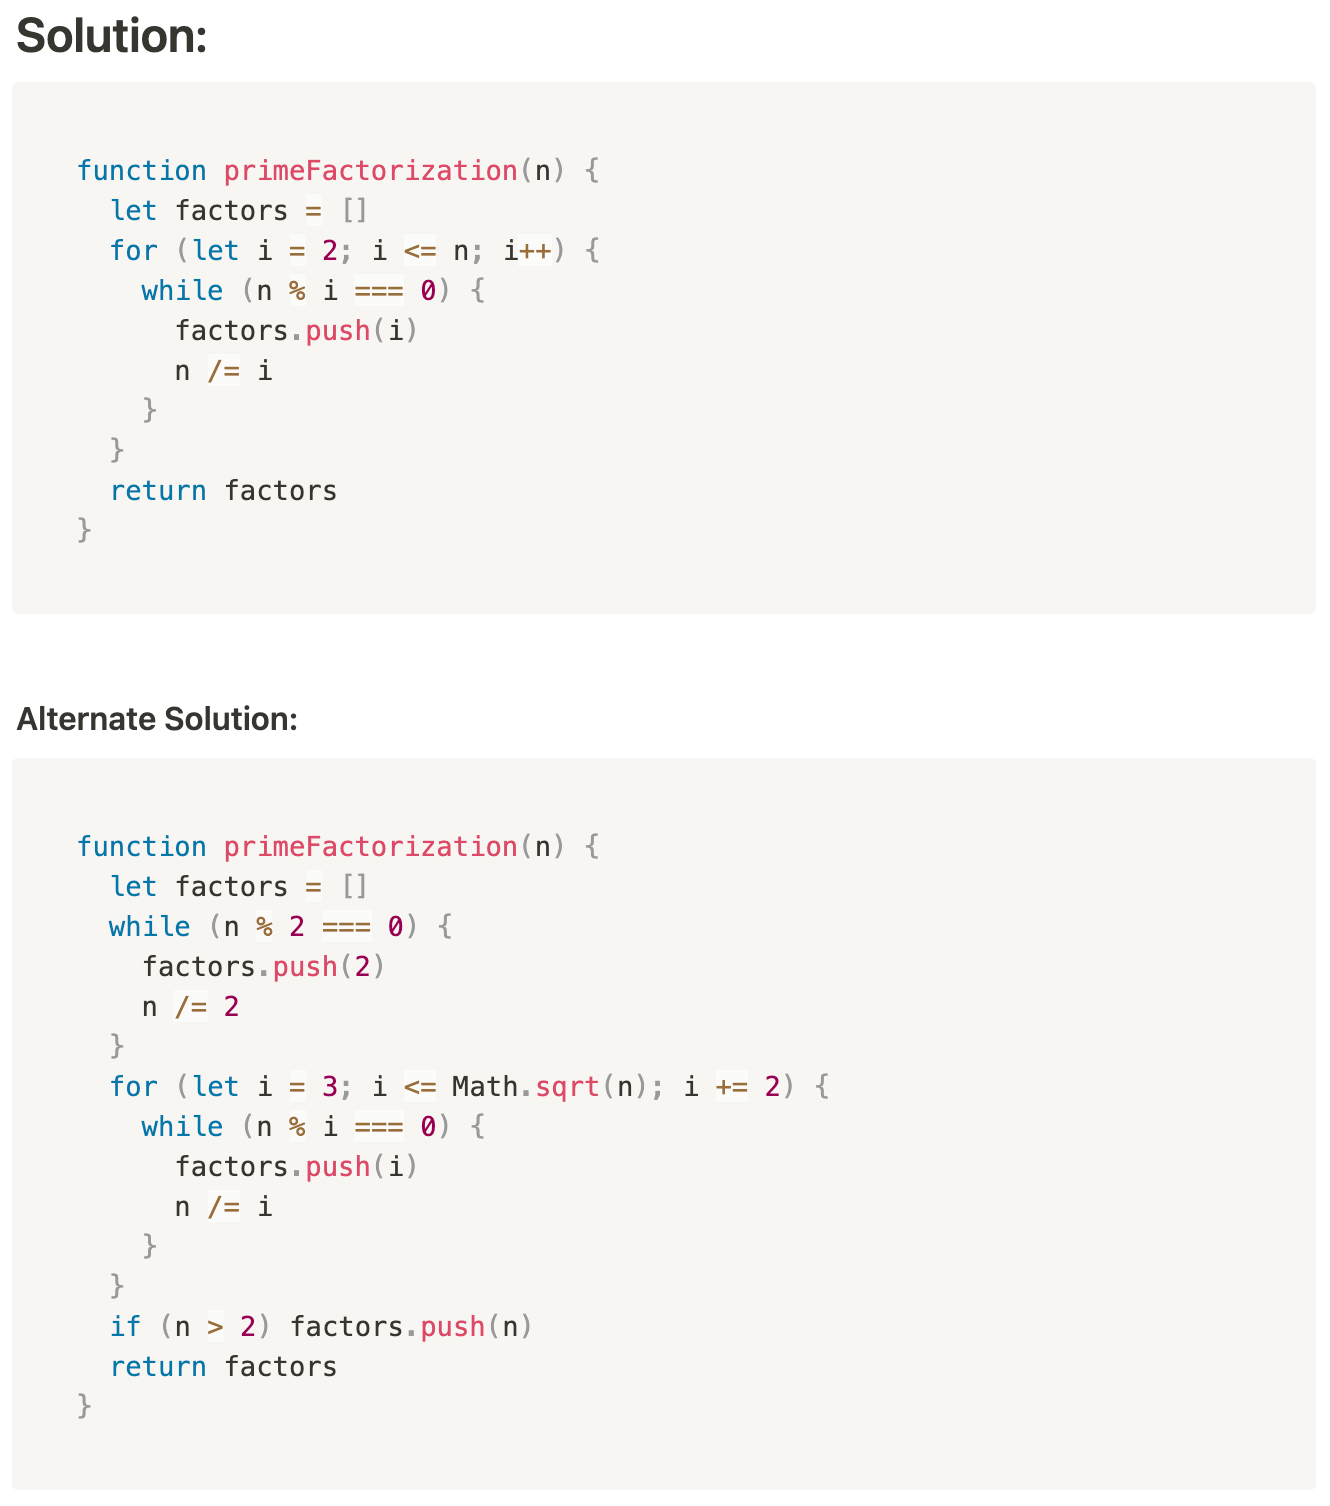 Solution:
function primeFactorization(n) {
  let factors = []
  for (let i = 2; i <= n; i++) {
    while (n % i === 0) {
      factors.push(i)
      n /= i
    }
  }
  return factors
}
Alternate Solution:
function primeFactorization(n) {
  let factors = []
  while (n % 2 === 0) {
    factors.push(2)
    n /= 2
  }
  for (let i = 3; i <= Math.sqrt(n); i += 2) {
    while (n % i === 0) {
      factors.push(i)
      n /= i
    }
  }
  if (n > 2) factors.push(n)
  return factors
}